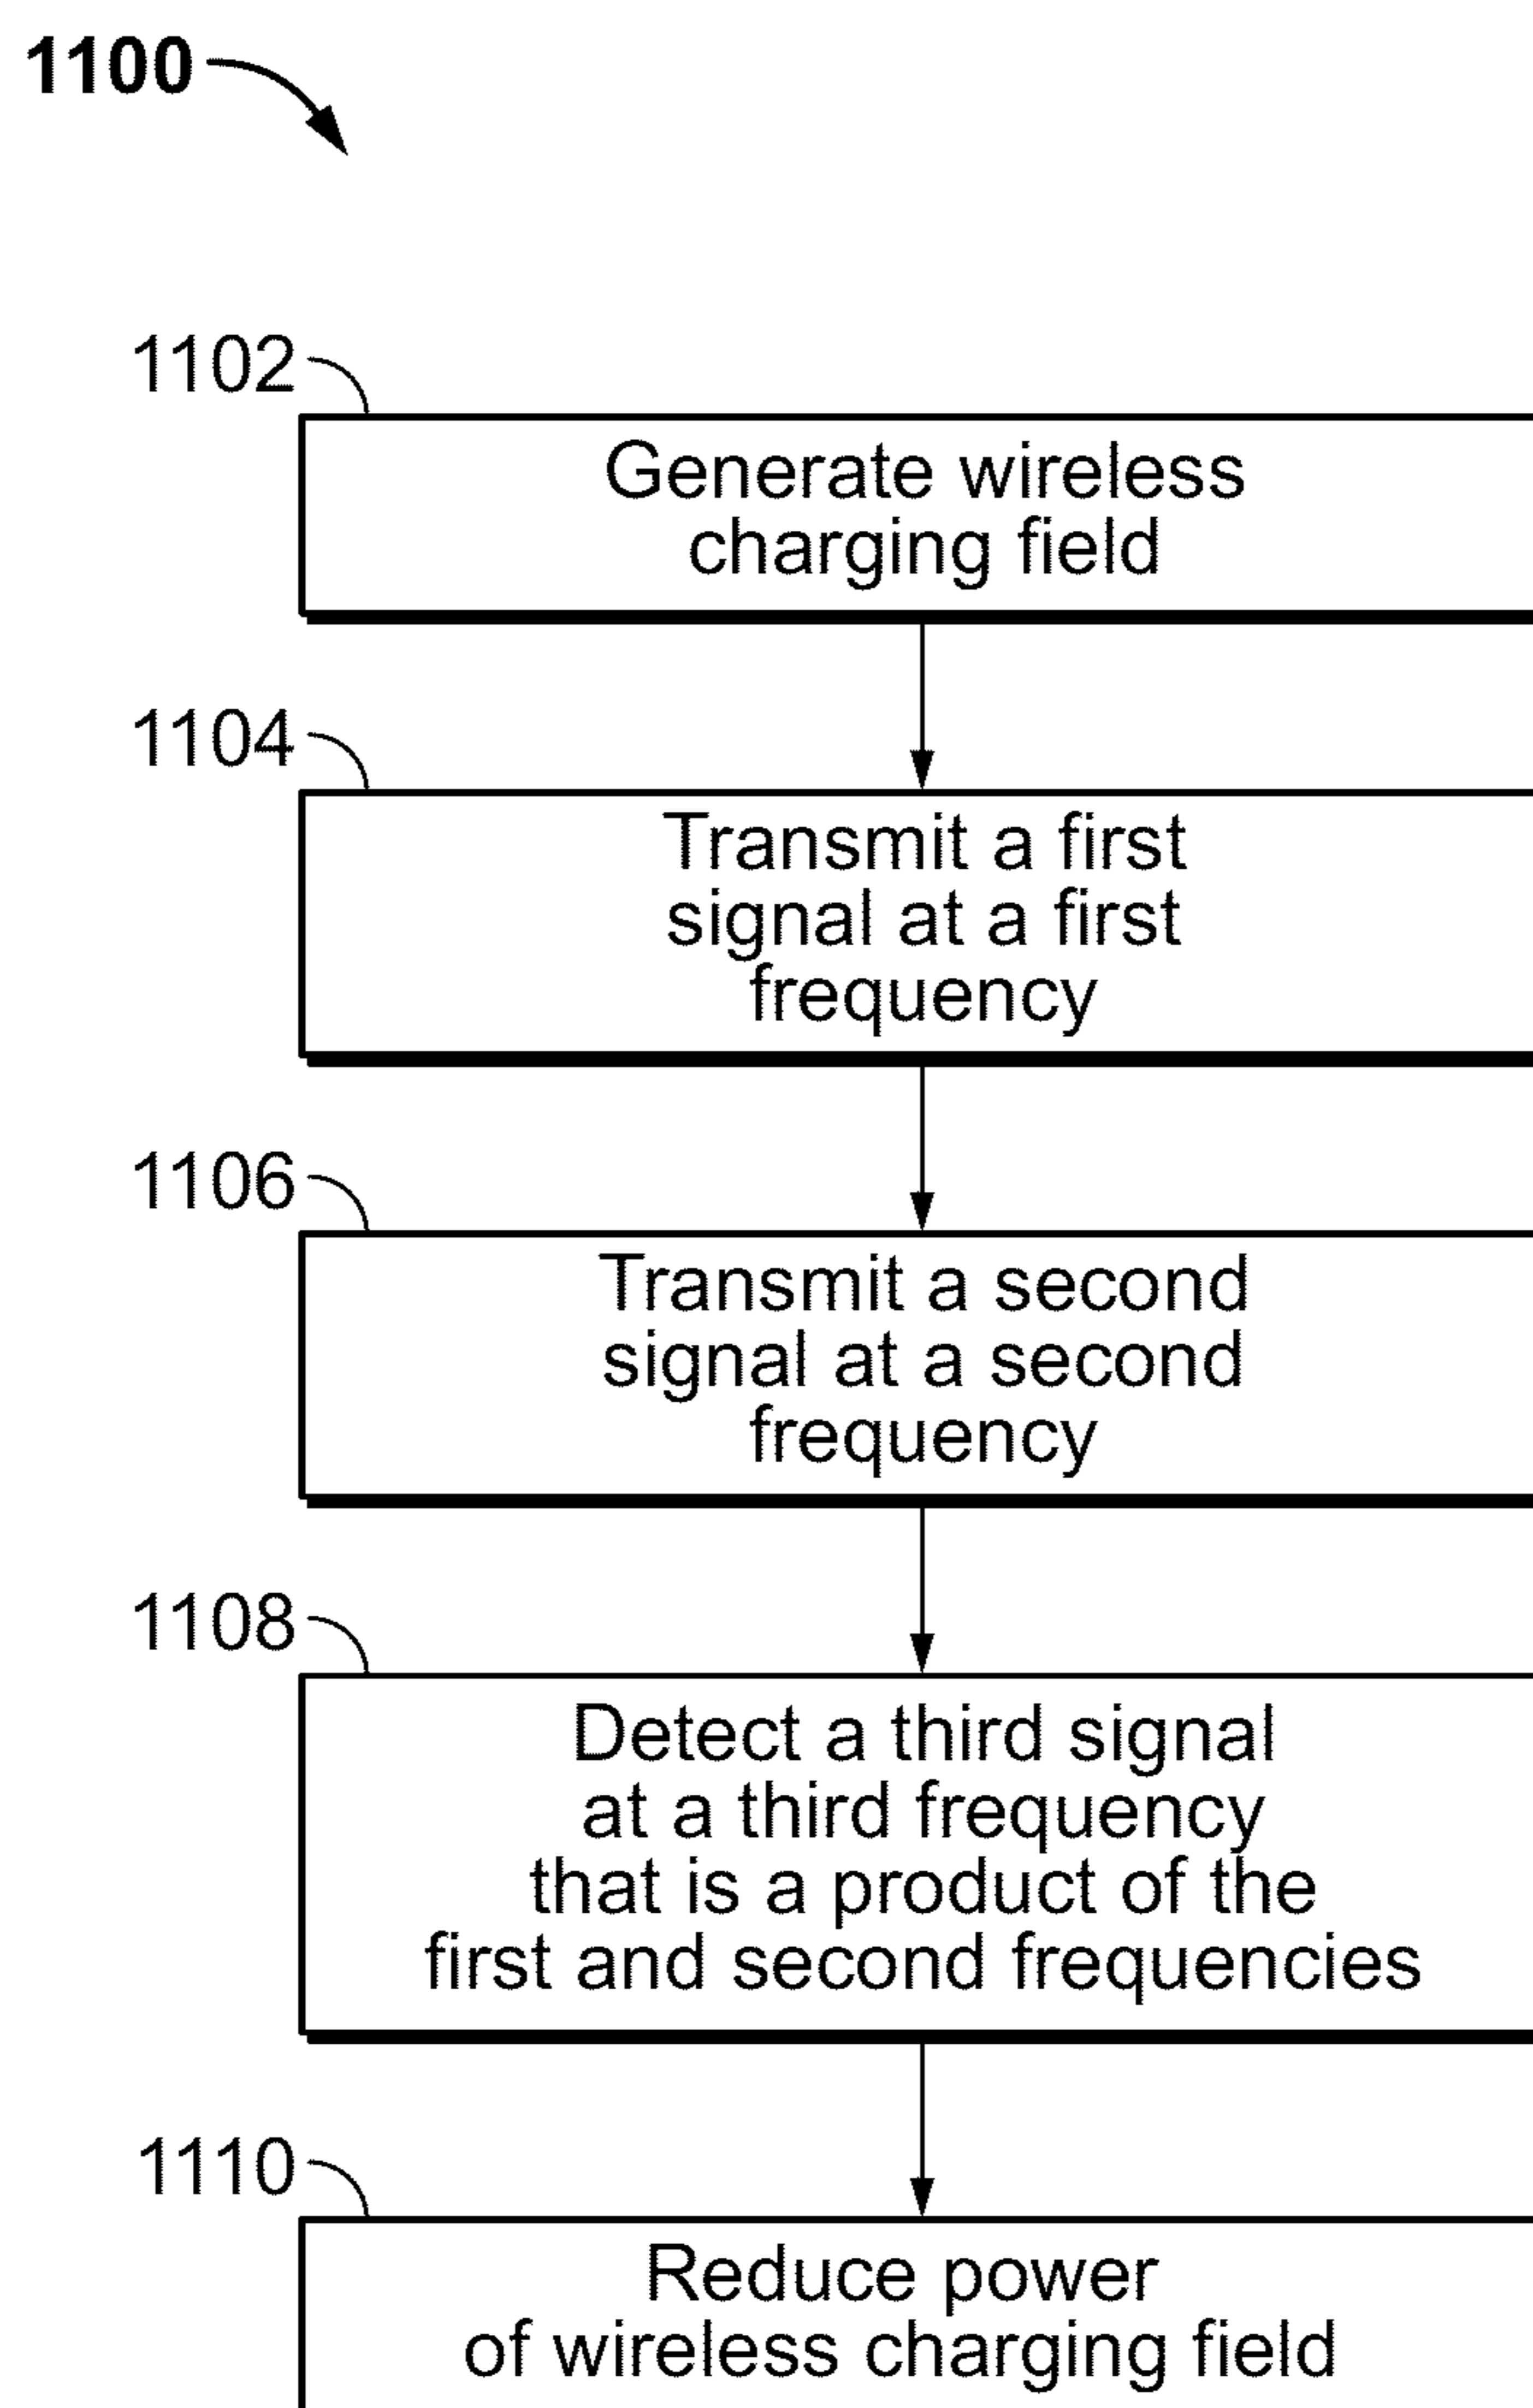 1100
1102
Generate wireless
charging field
1104
Transmit a first
signal at a first
frequency
1106
Transmit a second
signal at a second
frequency
1108
Detect a third signal
at a third frequency
that is a product of the
first and second frequencies
1110
Reduce power
of wireless charging field